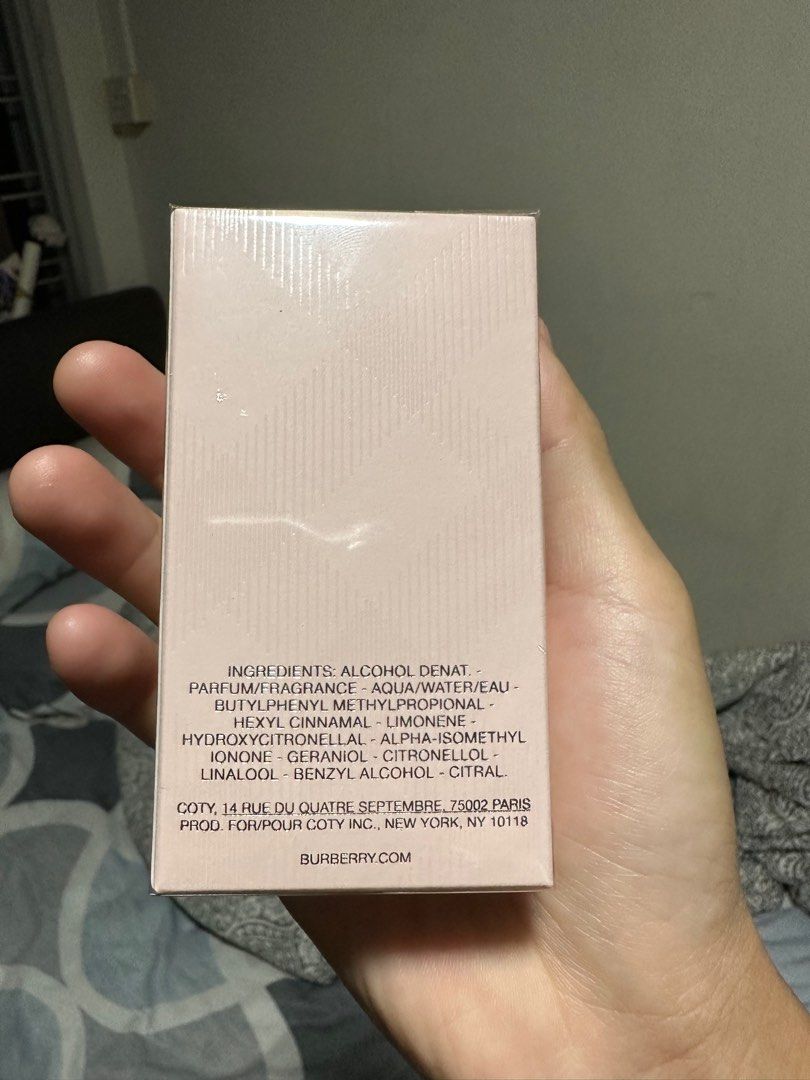 INGREDIENTS: ALCOHOL DENAT. -
PARFUM/FRAGRANCE - AQUA/WATER/EAU -
BUTYLPHENYL METHYLPROPIONAL -
HEXYL CINNAMAL - LIMONENE -
HYDROXYCITRONELLAL - ALPHA-ISOMETHYL
IONONE - GERANIOL - CITRONELLOL -
LINALOOL - BENZYL ALCOHOL - CITRAL.
COTY, 14 RUE DU QUATRE SEPTEMBRE, 75002 PARIS
PROD. FOR/POUR COTY INC., NEW YORK, NY 10118
BURBERRY.COM